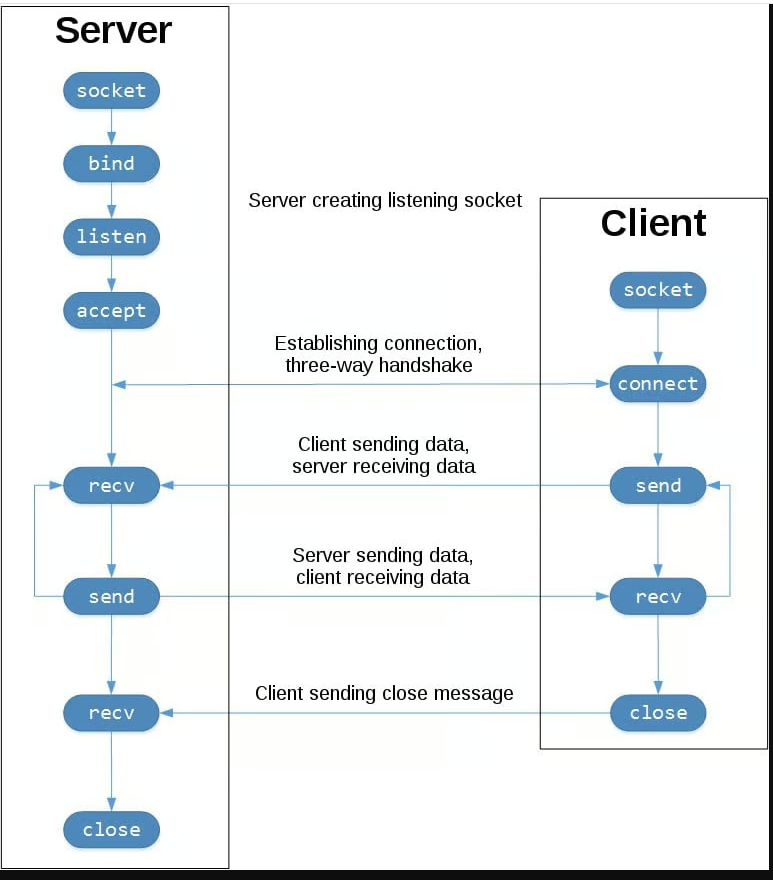 Server
socket
bind
listen
accept
recv
send
recv
close
Server creating listening socket
Establishing connection,
three-way handshake
Client sending data,
server receiving data
Server sending data,
client receiving data
Client sending close message
Client
socket
connect
send
recv
close